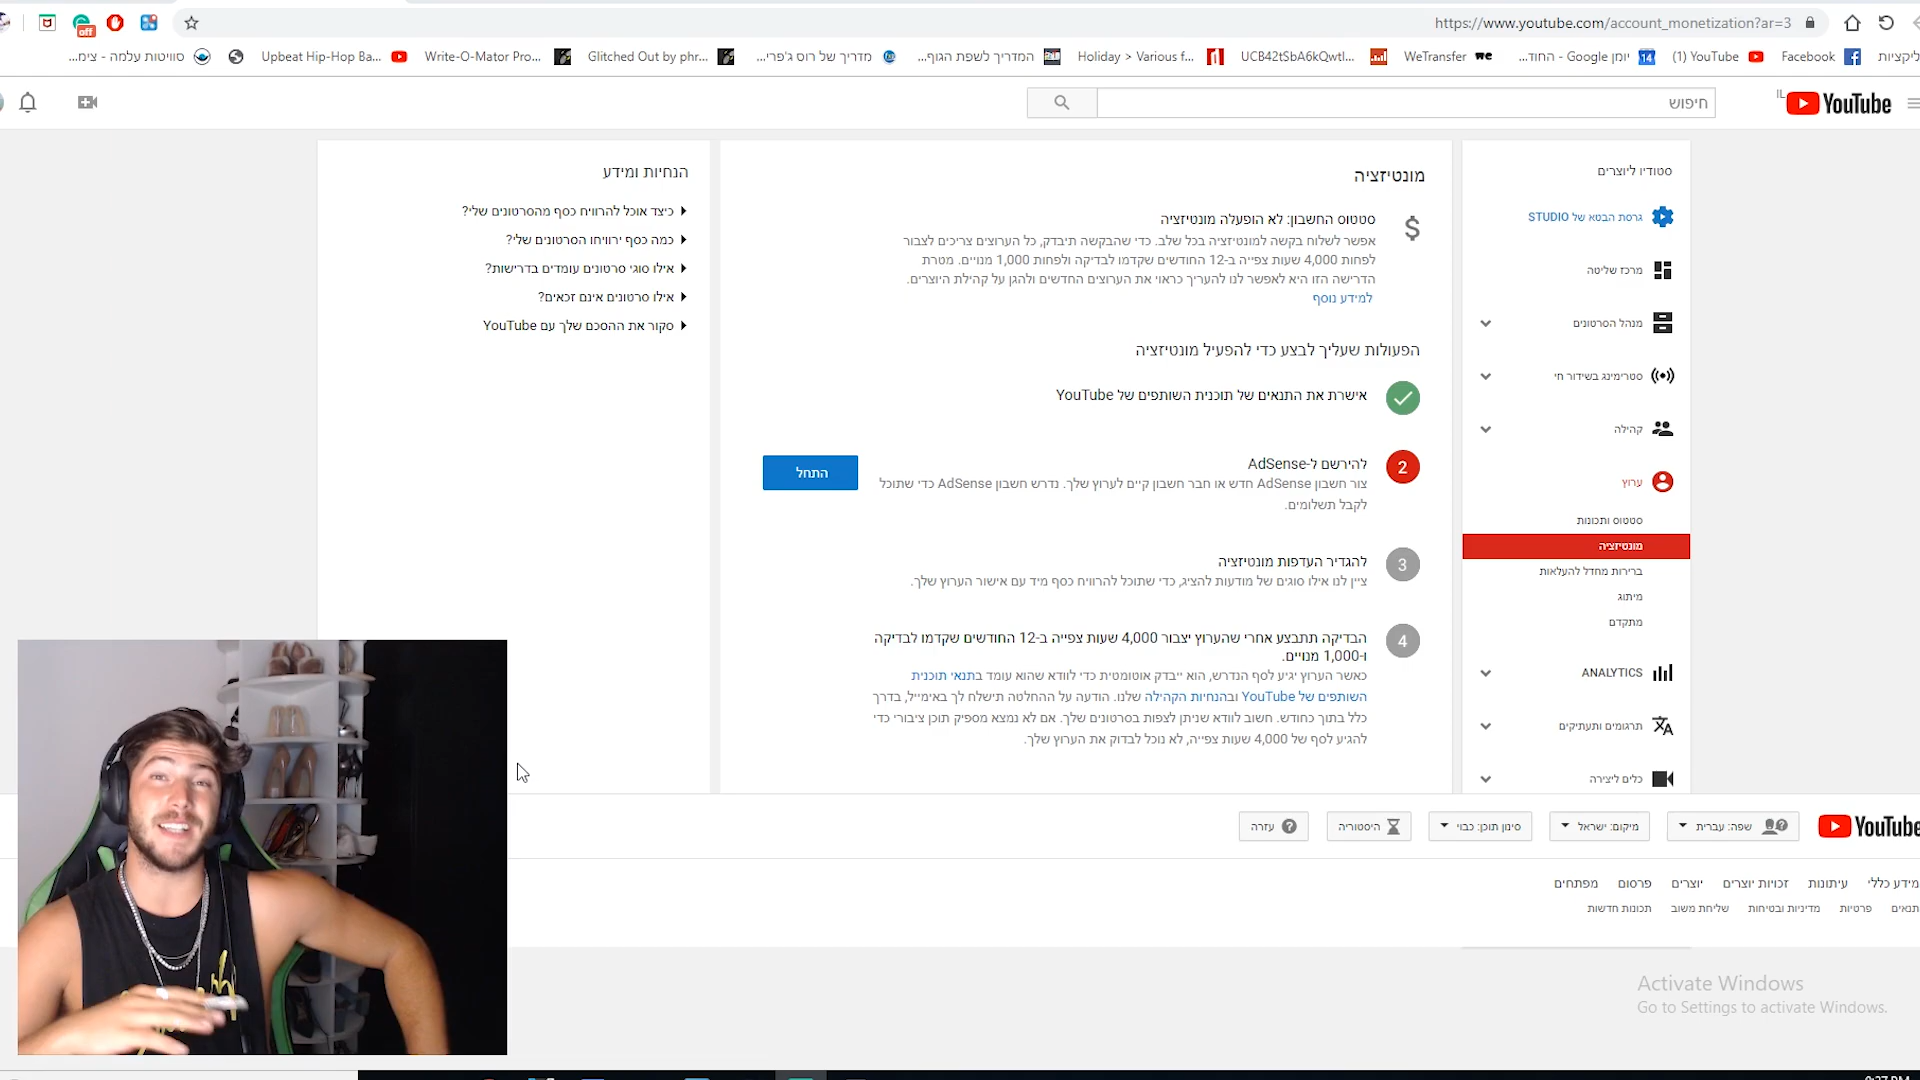 https://www.youtube.com/account_monetization?ar=3
ליקציות
Facebook
(1) YouTube
יומן Google - החוד...
WeTransfer
UCB42tSbA6kQwtl...
Holiday > Various f...
המדריך לשפת הגוף...
מדריך של רוס ג'פרי...
Glitched Out by phr...
Write-O-Mator Pro...
Upbeat Hip-Hop Ba...
סוויטות עלמה - צימ...
off
14
YouTube
IL
חיפוש
סטודיו ליוצרים
גרסת הבטא של STUDIO
מרכז שליטה
מנהל הסרטונים
סטרימינג בשידור חי
קהילה
ערוץ
סטטוס ותכונות
מונטיזציה
ברירות מחדל להעלאות
מיתוג
מתקדם
ANALYTICS
תרגומים ותעתיקים
כלים ליצירה
מונטיזציה
סטטוס החשבון: לא הופעלה מונטיזציה
אפשר לשלוח בקשה למונטיזציה בכל שלב. כדי שהבקשה תיבדק, כל הערוצים צריכים לצבור
לפחות 4,000 שעות צפייה ב-12 החודשים שקדמו לבדיקה ולפחות 1,000 מנויים. מטרת
הדרישה הזו היא לאפשר לנו להעריך כראוי את הערוצים החדשים ולהגן על קהילת היוצרים.
למידע נוסף
הפעולות שעליך לבצע כדי להפעיל מונטיזציה
אישרת את התנאים של תוכנית השותפים של YouTube
2
להירשם ל-AdSense
צור חשבון AdSense חדש או חבר חשבון קיים לערוץ שלך. נדרש חשבון AdSense כדי שתוכל
לקבל תשלומים.
התחל
3
להגדיר העדפות מונטיזציה
ציין לנו אילו סוגים של מודעות להציג, כדי שתוכל להרוויח כסף מיד עם אישור הערוץ שלך.
4
הבדיקה תתבצע אחרי שהערוץ יצבור 4,000 שעות צפייה ב-12 החודשים שקדמו לבדיקה
ו-1,000 מנויים.
כאשר הערוץ יגיע לסף הנדרש, הוא ייבדק אוטומטית כדי לוודא שהוא עומד בתנאי תוכנית
השותפים של YouTube ובהנחיות הקהילה שלנו. הודעה על ההחלטה תישלח לך באימייל, בדרך
כלל בתוך כחודש. חשוב לוודא שניתן לצפות בסרטונים שלך. אם לא נמצא מספיק תוכן ציבורי כדי
להגיע לסף של 4,000 שעות צפייה, לא נוכל לבדוק את הערוץ שלך.
הנחיות ומידע
כיצד אוכל להרוויח כסף מהסרטונים שלי?
כמה כסף ירוויחו הסרטונים שלי?
אילו סוגי סרטונים עומדים בדרישות?
אילו סרטונים אינם זכאים?
סקור את ההסכם שלך עם YouTube
YouTube
שפה: עברית
מיקום: ישראל
סינון תוכן: כבוי
היסטוריה
עזרה
מידע כללי
עיתונות
זכויות יוצרים
יוצרים
פרסום
מפתחים
תנאים
פרטיות
מדיניות ובטיחות
שליחת משוב
תכונות חדשות
Activate Windows
Go to Settings to activate Windows.